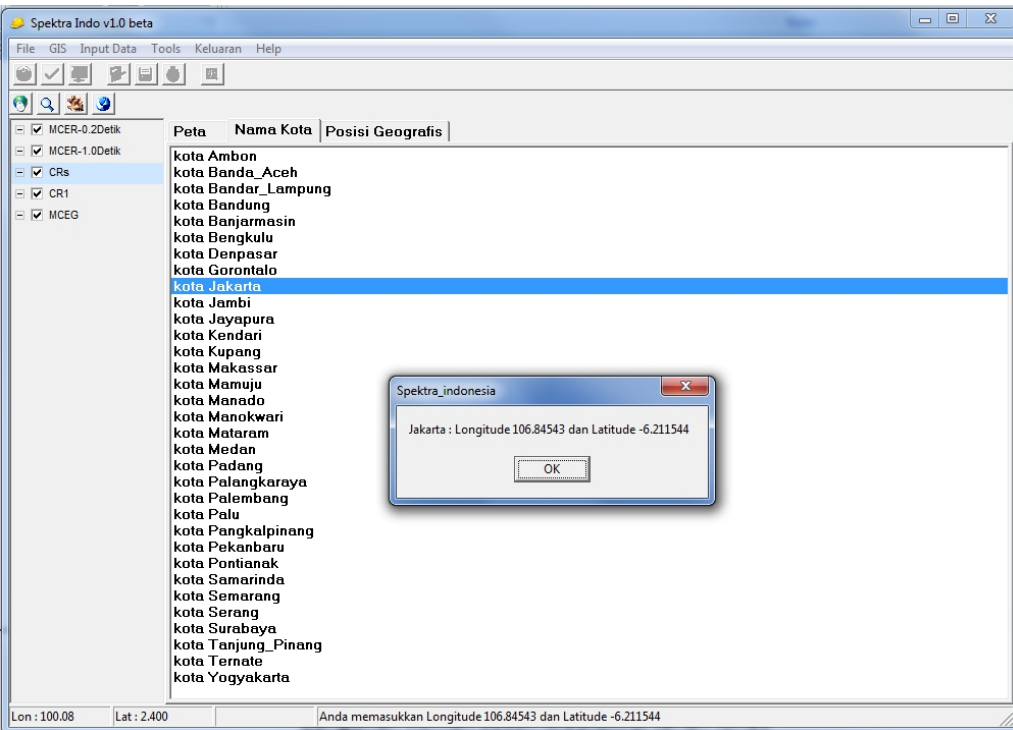 Spektra Indo v1.0 beta
File GIS Input Data Tools Keluaran Help
MCER-0.2Detik
MCER-1.0Detik
CRs
CR1
MCEG
Peta Nama Kota Posisi Geografis
kota Ambon
kota Banda_Aceh
kota Bandar_Lampung
kota Bandung
kota Banjarmasin
kota Bengkulu
kota Denpasar
kota Gorontalo
kota Jakarta
kota Jambi
kota Jayapura
kota Kendari
kota Kupang
kota Makassar
kota Mamuju
kota Manado
kota Manokwari
kota Mataram
kota Medan
kota Padang
kota Palangkaraya
kota Palembang
kota Palu
kota Pangkalpinang
kota Pekanbaru
kota Pontianak
kota Samarinda
kota Semarang
kota Serang
kota Surabaya
kota Tanjung_Pinang
kota Ternate
kota Yogyakarta
Spektra_indonesia
Jakarta : Longitude 106.84543 dan Latitude -6.211544
OK
Lon : 100.08 Lat : 2.400 Anda memasukkan Longitude 106.84543 dan Latitude -6.211544